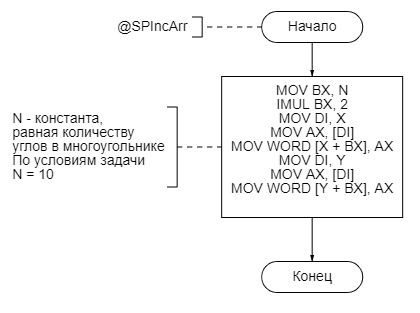 @SPIncArr
Начало
N - константа,
равная количеству
углов в многоугольнике
По условиям задачи
N = 10
MOV BX, N
IMUL BX, 2
MOV DI, X
MOV AX, [DI]
MOV WORD [X + BX], AX
MOV DI, Y
MOV AX, [DI]
MOV WORD [Y + BX], AX
Конец